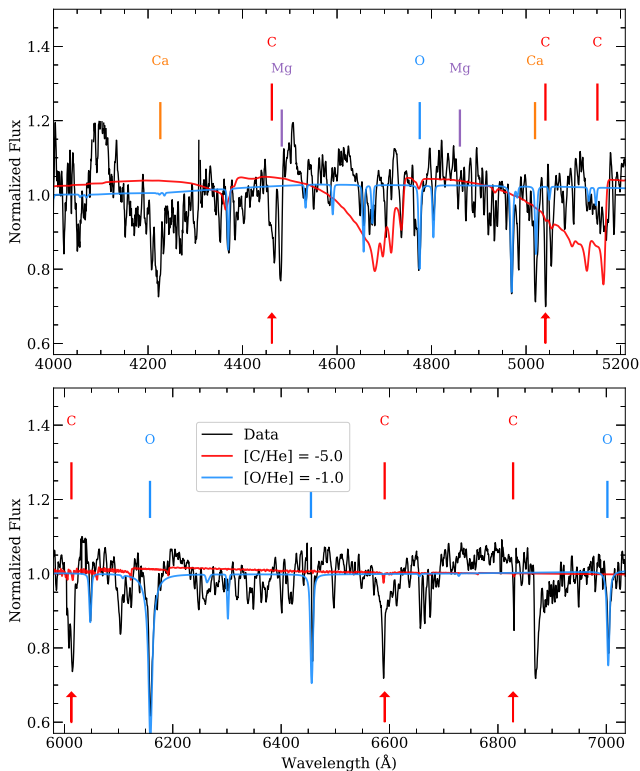 C C C
Ca Mg O Mg Ca
Normalized Flux
1.4
1.2
1.0
0.8
0.6
4000 4200 4400 4600 4800 5000 5200
C O C C O
Normalized Flux
1.4
1.2
1.0
0.8
0.6
Data
[C/He] = -5.0
[O/He] = -1.0
6000 6200 6400 6600 6800 7000
Wavelength (Å)